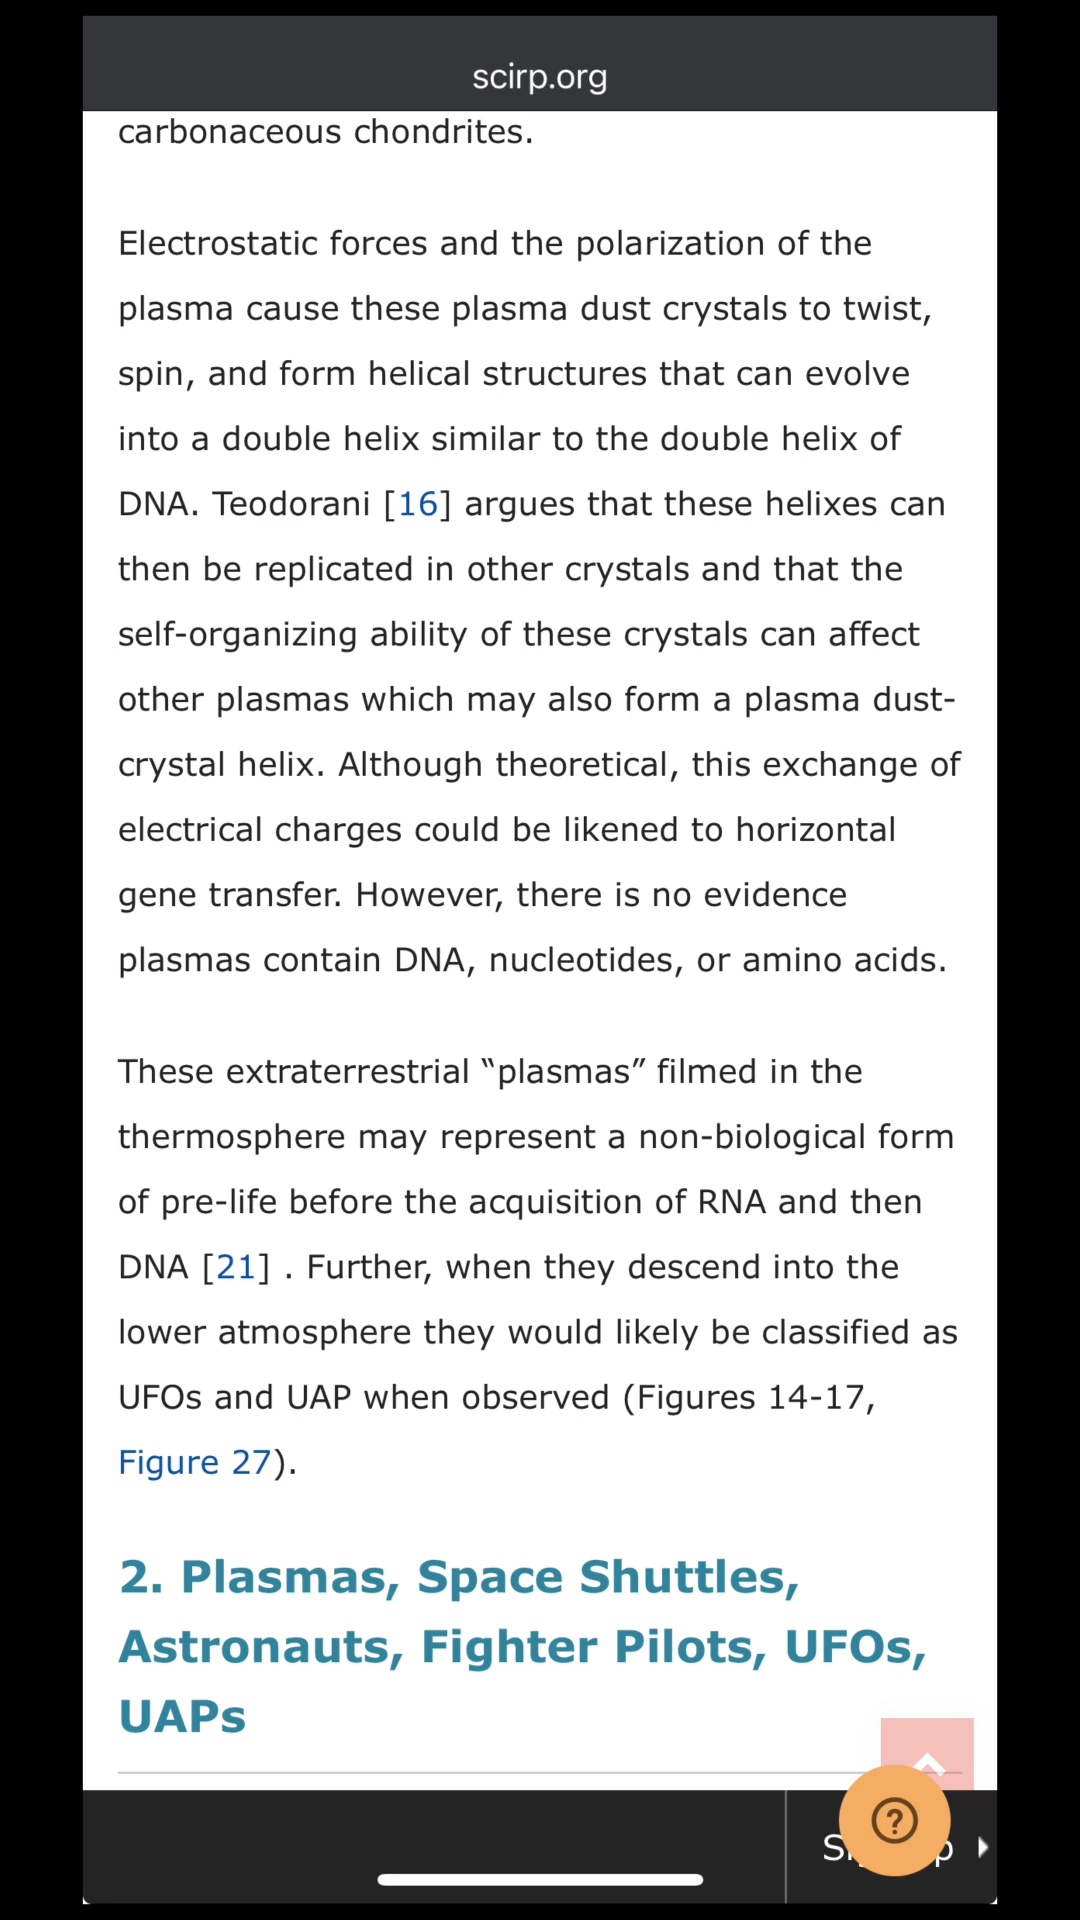 scirp.org
carbonaceous chondrites.
Electrostatic forces and the polarization of the
plasma cause these plasma dust crystals to twist,
spin, and form helical structures that can evolve
into a double helix similar to the double helix of
DNA. Teodorani [16] argues that these helixes can
then be replicated in other crystals and that the
self-organizing ability of these crystals can affect
other plasmas which may also form a plasma dust-
crystal helix. Although theoretical, this exchange of
electrical charges could be likened to horizontal
gene transfer. However, there is no evidence
plasmas contain DNA, nucleotides, or amino acids.
These extraterrestrial “plasmas” filmed in the
thermosphere may represent a non-biological form
of pre-life before the acquisition of RNA and then
DNA [21] . Further, when they descend into the
lower atmosphere they would likely be classified as
UFOs and UAP when observed (Figures 14-17,
Figure 27).
2. Plasmas, Space Shuttles,
Astronauts, Fighter Pilots, UFOs,
UAPs
?